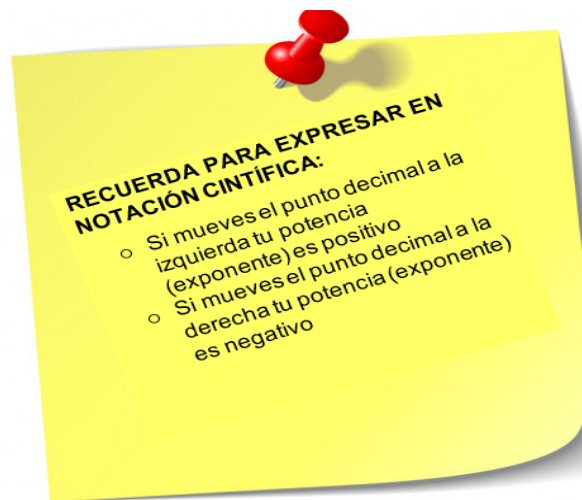 RECUERDA PARA EXPRESAR EN
NOTACIÓN CINTÍFICA:
o Si mueves el punto decimal a la
izquierda tu potencia
(exponente) es positivo
o Si mueves el punto decimal a la
derecha tu potencia (exponente)
es negativo